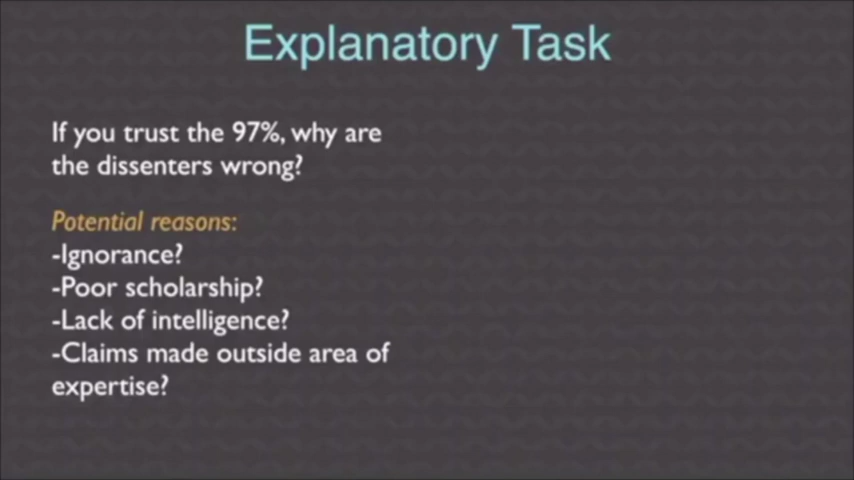 Explanatory Task
If you trust the 97%, why are
the dissenters wrong?
Potential reasons:
-Ignorance?
-Poor scholarship?
-Lack of intelligence?
-Claims made outside area of
expertise?